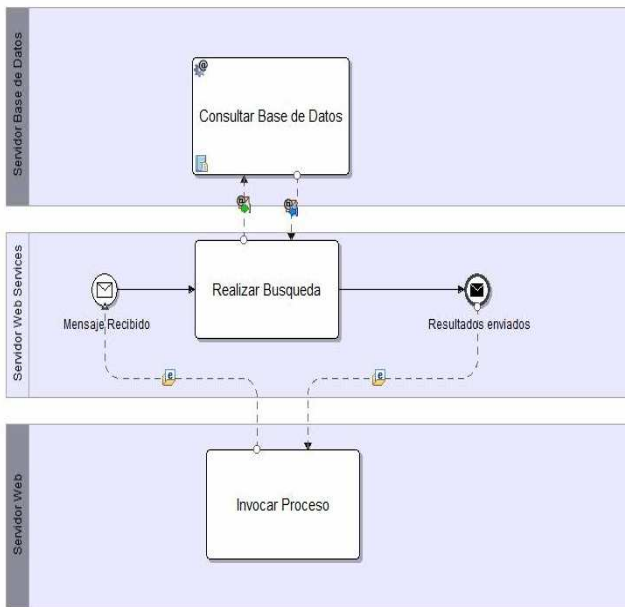 Servidor Base de Datos
Consultar Base de Datos
Servidor Web Services
Realizar Busqueda
Mensaje Recibido
Resultados enviados
Servidor Web
Invocar Proceso